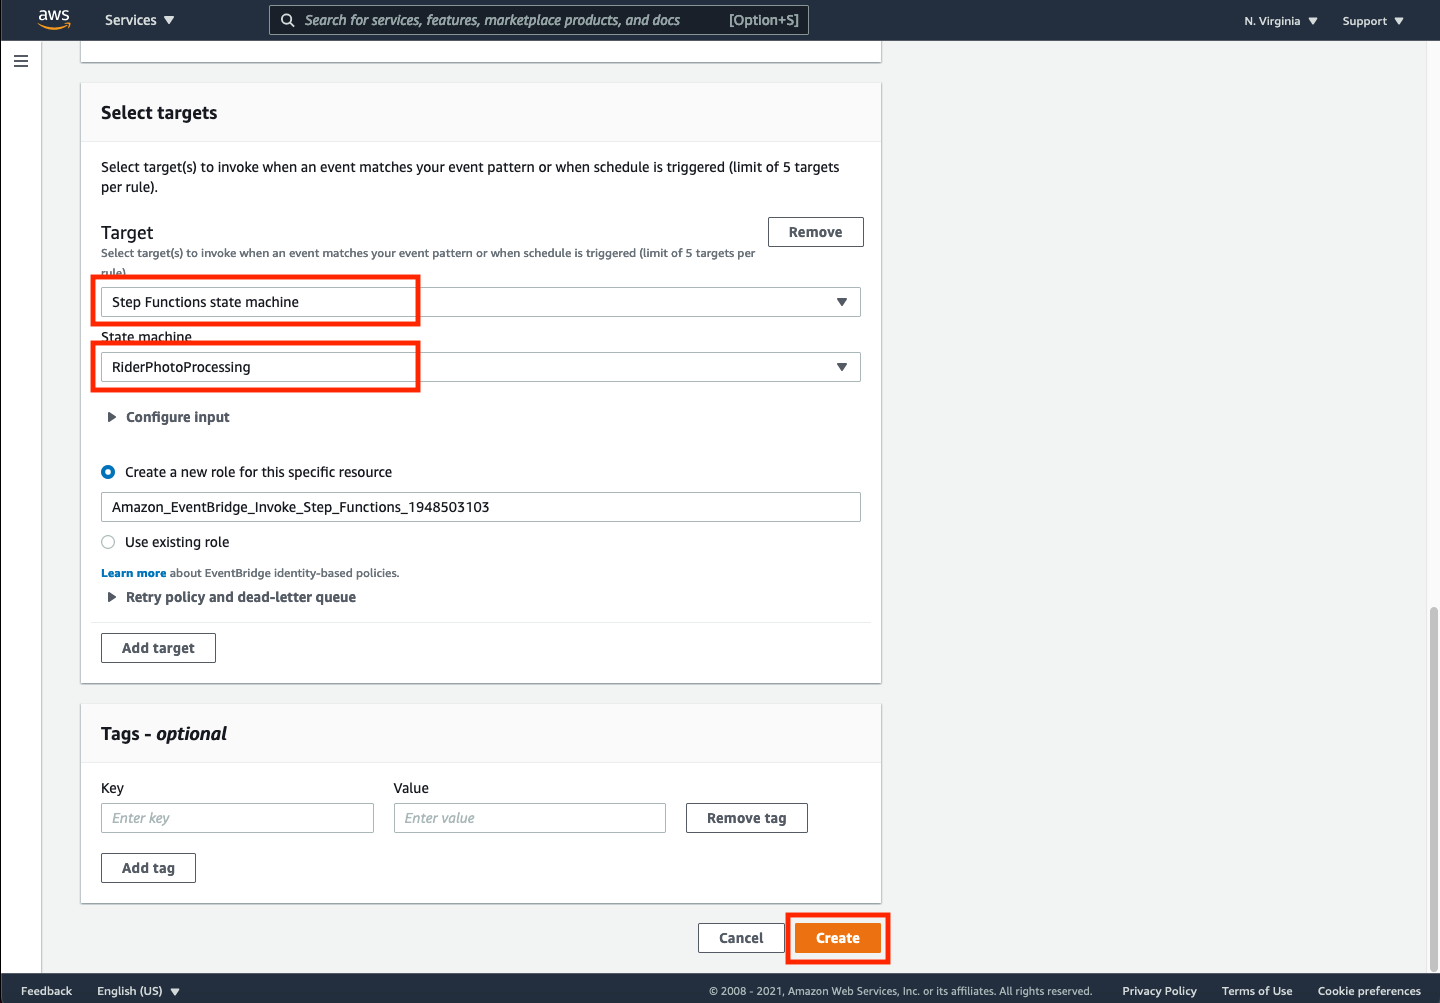 aws Services Search for services, features, marketplace products, and docs [Option+S] N. Virginia Support
Select targets
Select target(s) to invoke when an event matches your event pattern or when schedule is triggered (limit of 5 targets
per rule).
Target Remove
Select target(s) to invoke when an event matches your event pattern or when schedule is triggered (limit of 5 targets per
rule)
Step Functions state machine
State machine
RiderPhotoProcessing
Configure input
Create a new role for this specific resource
Amazon_EventBridge_Invoke_Step_Functions_1948503103
Use existing role
Learn more about EventBridge identity-based policies.
Retry policy and dead-letter queue
Add target
Tags - optional
Key Value
Enter key Enter value Remove tag
Add tag
Cancel Create
Feedback English (US) © 2008 - 2021, Amazon Web Services, Inc. or its affiliates. All rights reserved. Privacy Policy Terms of Use Cookie preferences